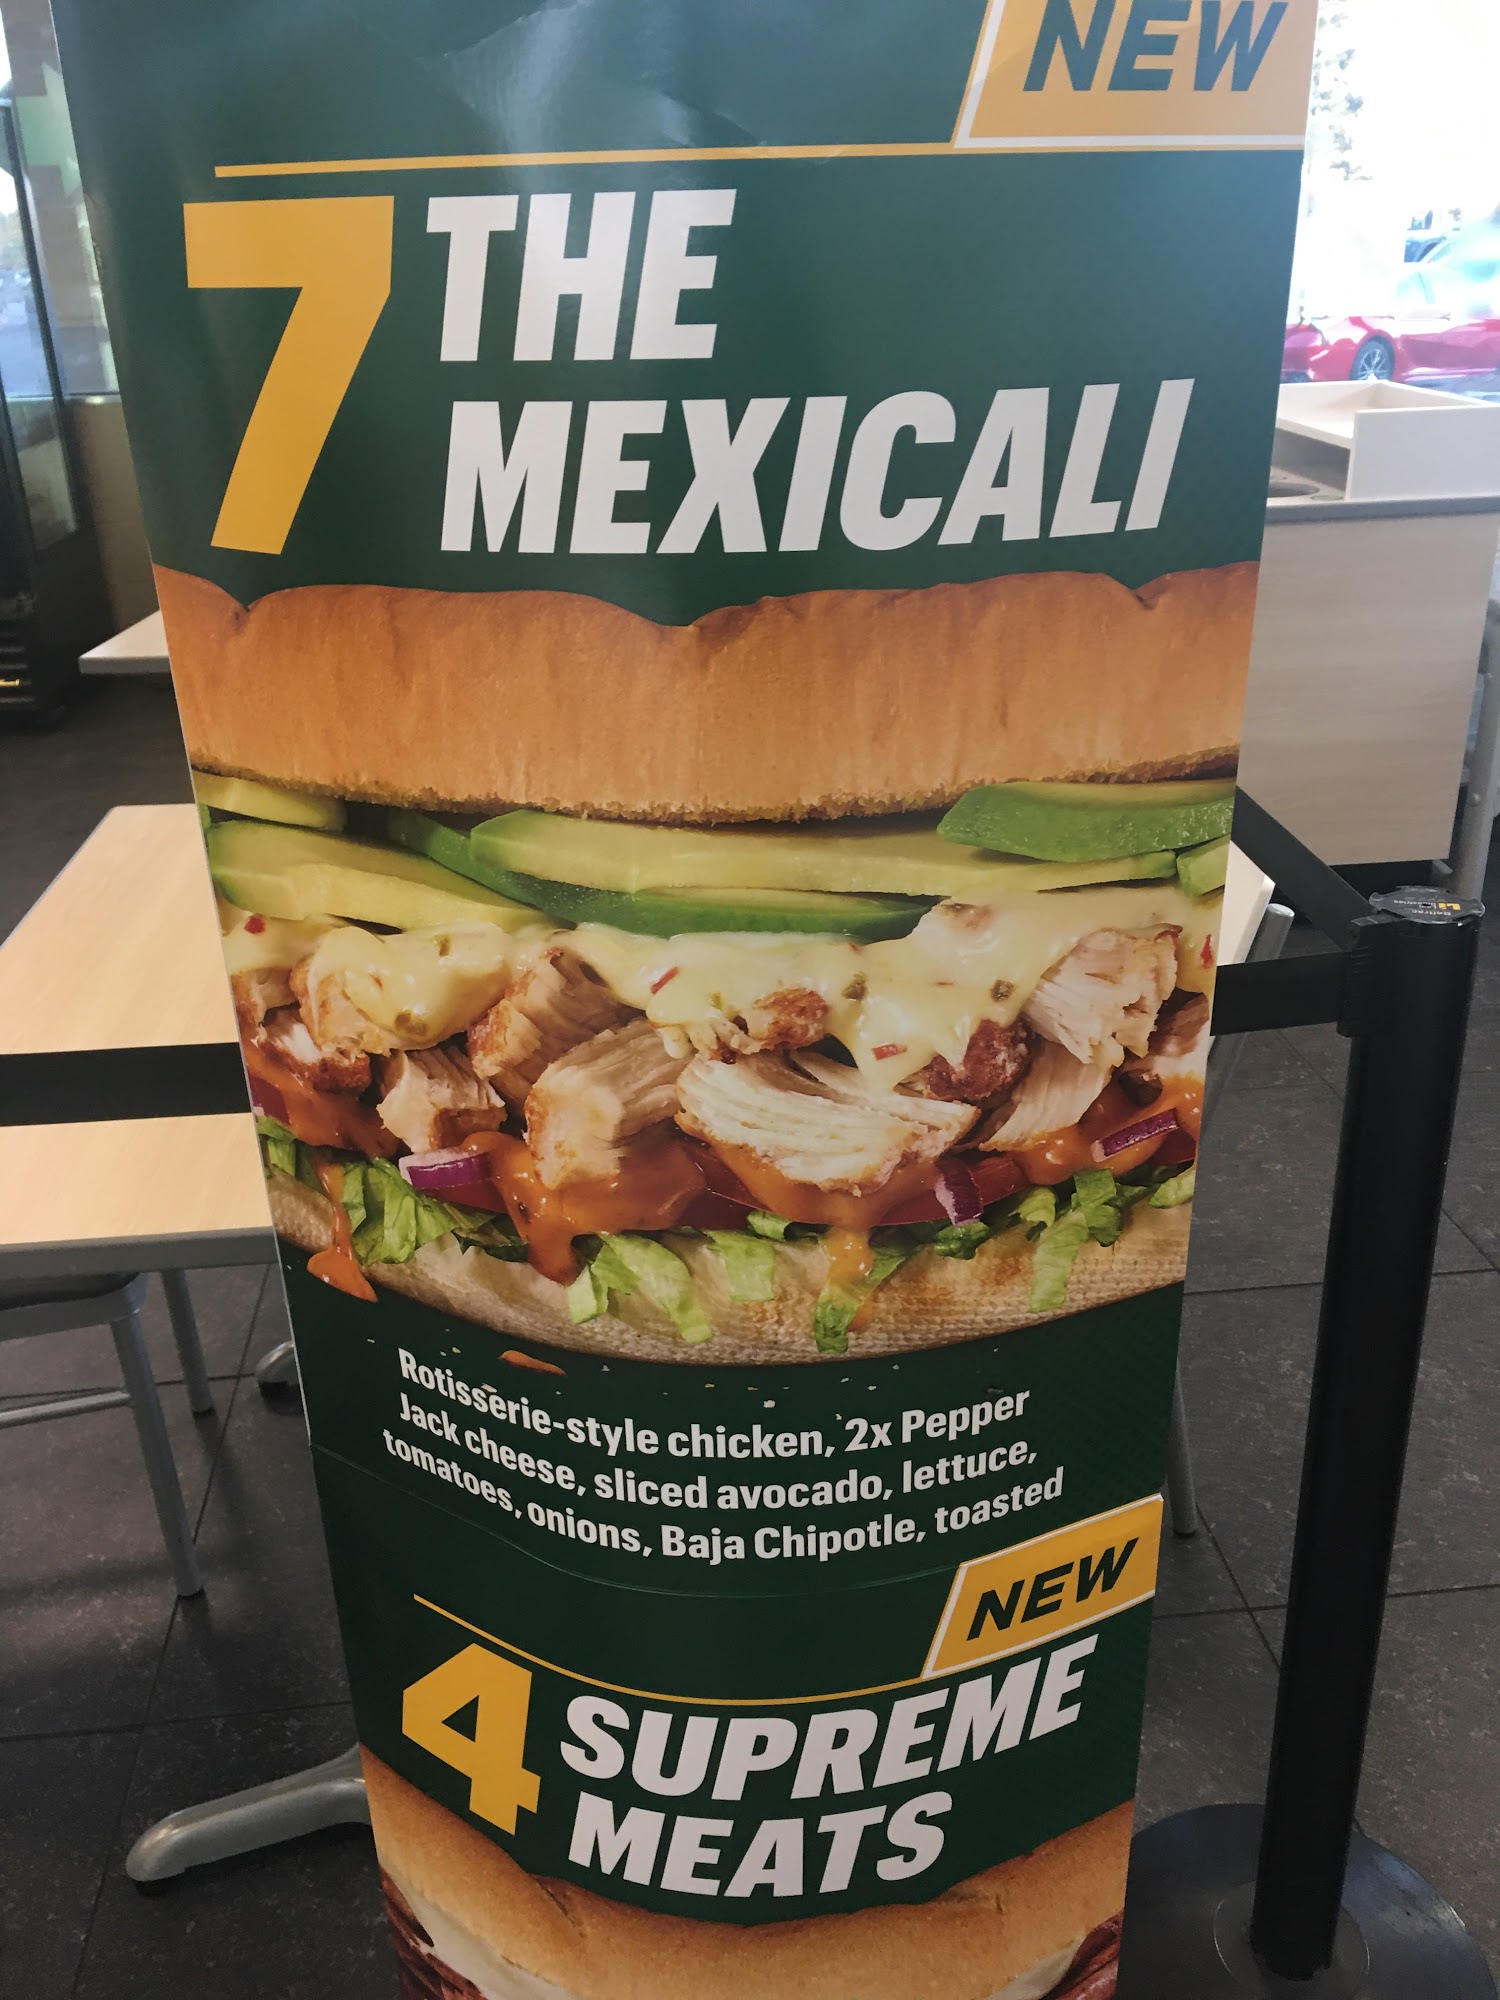 NEW
7 THE
MEXICALI
Rotisserie-style chicken, 2x Pepper
Jack cheese, sliced avocado, lettuce,
tomatoes, onions, Baja Chipotle, toasted
NEW
4 SUPREME
MEATS